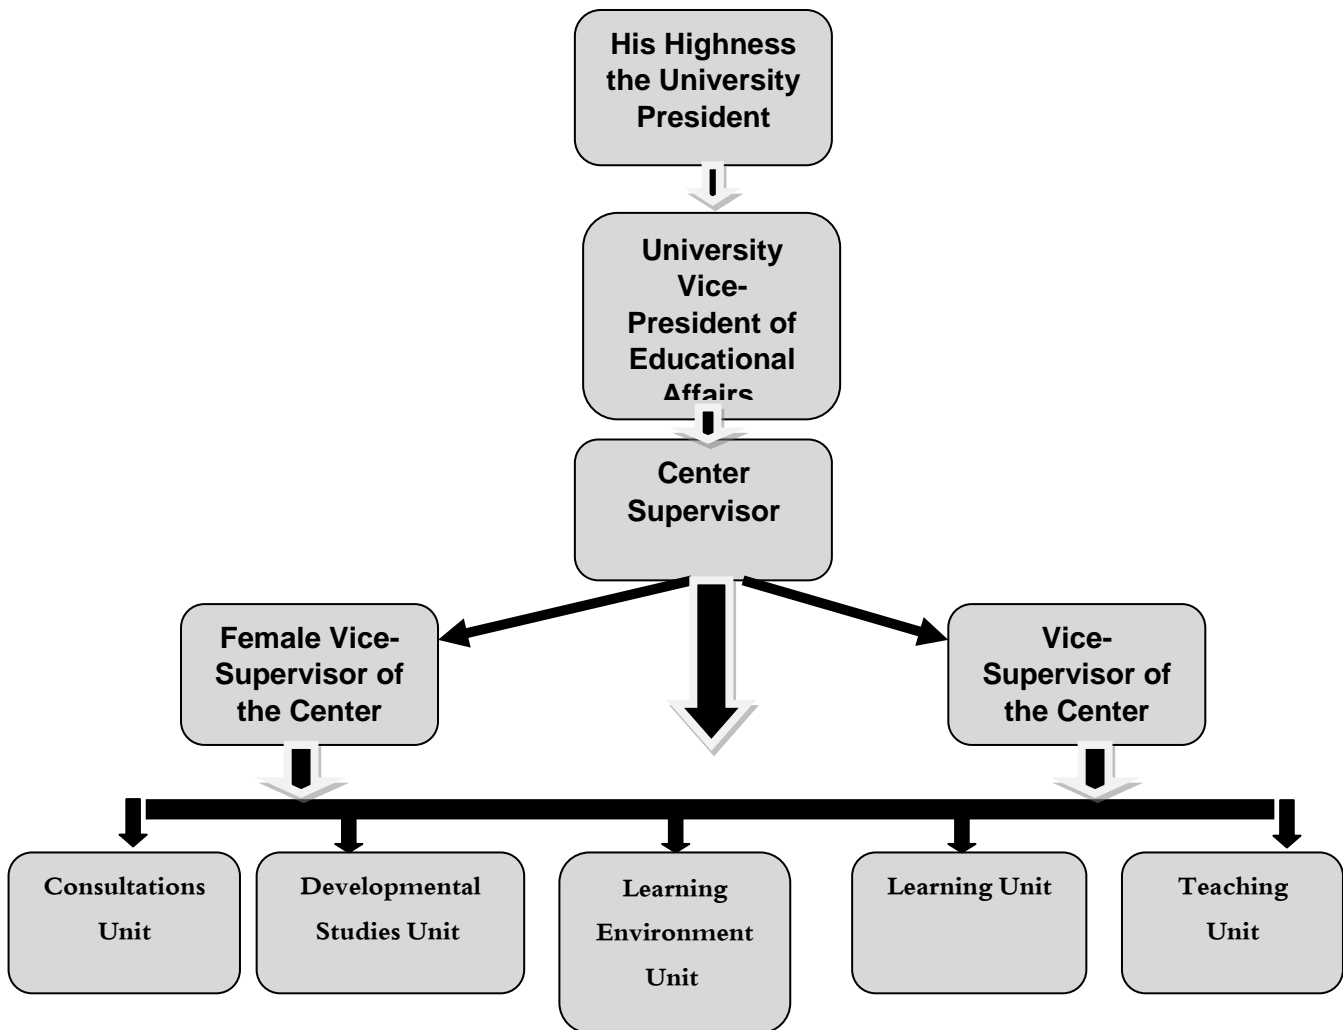 His Highness
the University
President
University
Vice-
President of
Educational
Affairs
Center
Supervisor
Female Vice-
Supervisor of
the Center
Vice-
Supervisor of
the Center
Consultations
Unit
Developmental
Studies Unit
Learning
Environment
Unit
Learning Unit
Teaching
Unit